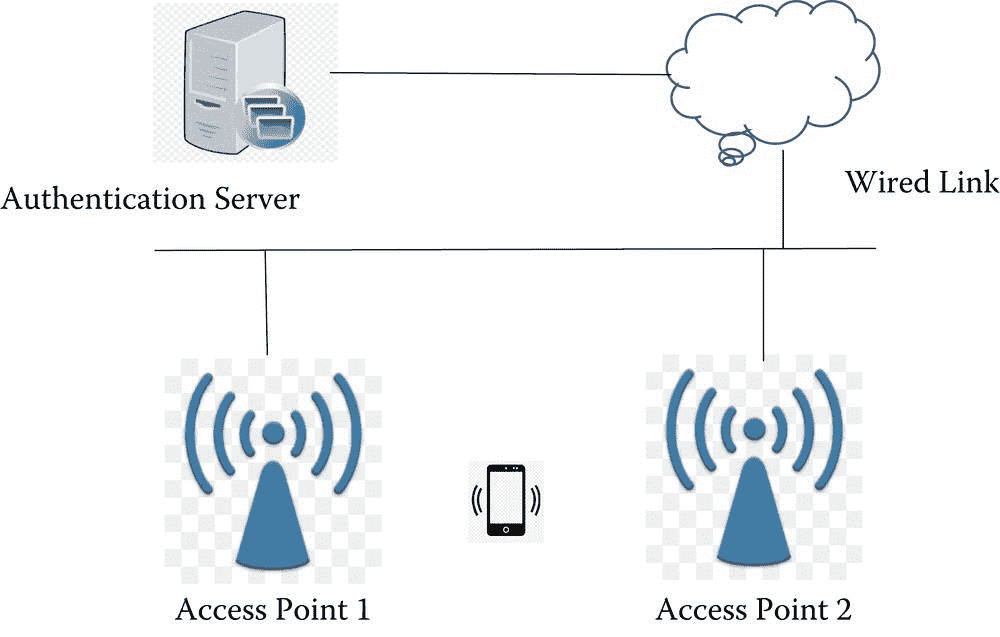 Authentication Server
Wired Link
Access Point 1
Access Point 2